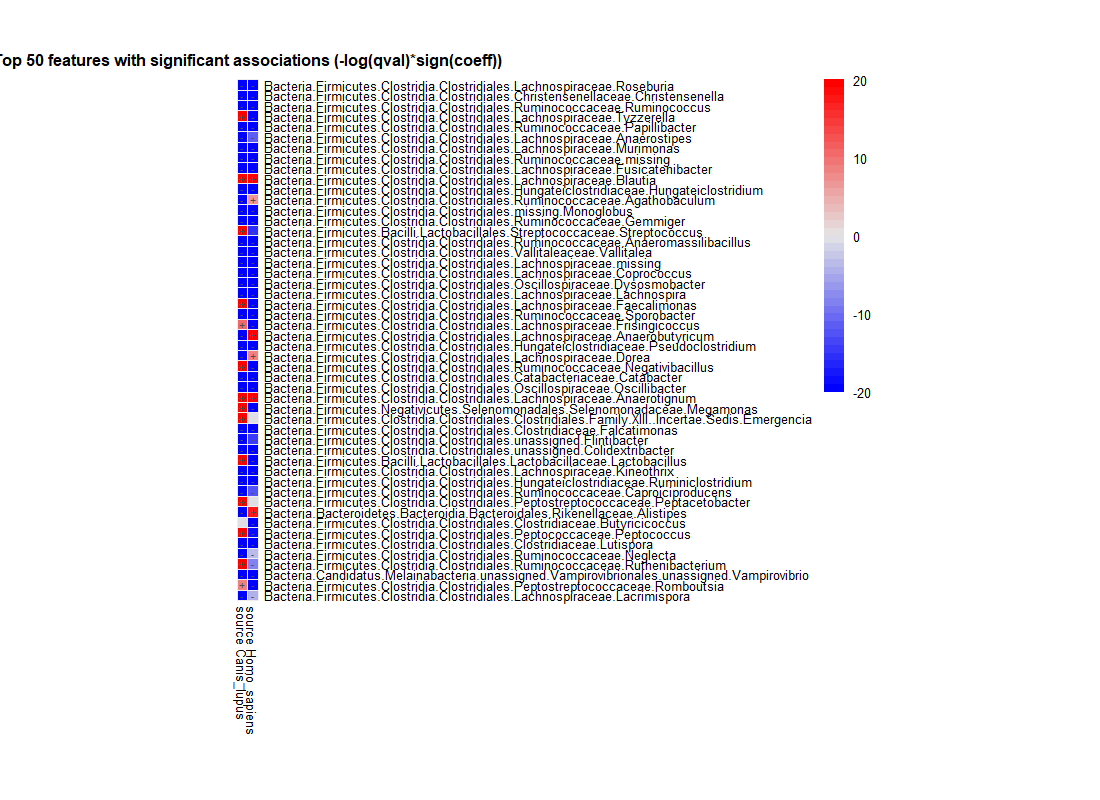 Top 50 features with significant associations (-log(qval)*sign(coeff))
Bacteria.Firmicutes.Clostridia.Clostridiales.Lachnospiraceae.Roseburia
Bacteria.Firmicutes.Clostridia.Clostridiales.Christensenellaceae.Christensenella
Bacteria.Firmicutes.Clostridia.Clostridiales.Ruminococcaceae.Ruminococcus
Bacteria.Firmicutes.Clostridia.Clostridiales.Lachnospiraceae.Tyzzerella
Bacteria.Firmicutes.Clostridia.Clostridiales.Ruminococcaceae.Papillibacter
Bacteria.Firmicutes.Clostridia.Clostridiales.Lachnospiraceae.Anaerostipes
Bacteria.Firmicutes.Clostridia.Clostridiales.Lachnospiraceae.Murimonas
Bacteria.Firmicutes.Clostridia.Clostridiales.Ruminococcaceae.missing
Bacteria.Firmicutes.Clostridia.Clostridiales.Lachnospiraceae.Fusicatenibacter
Bacteria.Firmicutes.Clostridia.Clostridiales.Lachnospiraceae.Blautia
Bacteria.Firmicutes.Clostridia.Clostridiales.Hungateiclostridiaceae.Hungateiclostridium
Bacteria.Firmicutes.Clostridia.Clostridiales.Ruminococcaceae.Agathobaculum
Bacteria.Firmicutes.Clostridia.Clostridiales.missing.Monoglobus
Bacteria.Firmicutes.Clostridia.Clostridiales.Ruminococcaceae.Gemmiger
Bacteria.Firmicutes.Bacilli.Lactobacillales.Streptococcaceae.Streptococcus
Bacteria.Firmicutes.Clostridia.Clostridiales.Ruminococcaceae.Anaeromassilibacillus
Bacteria.Firmicutes.Clostridia.Clostridiales.Vallitaleaceae.Vallitalea
Bacteria.Firmicutes.Clostridia.Clostridiales.Lachnospiraceae.missing
Bacteria.Firmicutes.Clostridia.Clostridiales.Lachnospiraceae.Coprococcus
Bacteria.Firmicutes.Clostridia.Clostridiales.Oscillospiraceae.Dysosmobacter
Bacteria.Firmicutes.Clostridia.Clostridiales.Lachnospiraceae.Lachnospira
Bacteria.Firmicutes.Clostridia.Clostridiales.Lachnospiraceae.Faecalimonas
Bacteria.Firmicutes.Clostridia.Clostridiales.Ruminococcaceae.Sporobacter
Bacteria.Firmicutes.Clostridia.Clostridiales.Lachnospiraceae.Frisingicoccus
Bacteria.Firmicutes.Clostridia.Clostridiales.Lachnospiraceae.Anaerobutyricum
Bacteria.Firmicutes.Clostridia.Clostridiales.Hungateiclostridiaceae.Pseudoclostridium
Bacteria.Firmicutes.Clostridia.Clostridiales.Lachnospiraceae.Dorea
Bacteria.Firmicutes.Clostridia.Clostridiales.Ruminococcaceae.Negativibacillus
Bacteria.Firmicutes.Clostridia.Clostridiales.Catabacteriaceae.Catabacter
Bacteria.Firmicutes.Clostridia.Clostridiales.Oscillospiraceae.Oscillibacter
Bacteria.Firmicutes.Clostridia.Clostridiales.Lachnospiraceae.Anaerotignum
Bacteria.Firmicutes.Negativicutes.Selenomonadales.Selenomonadaceae.Megamonas
Bacteria.Firmicutes.Clostridia.Clostridiales.Clostridiales.Family.XIII..Incertae.Sedis.Emergencia
Bacteria.Firmicutes.Clostridia.Clostridiales.Clostridiaceae.Falcatimonas
Bacteria.Firmicutes.Clostridia.Clostridiales.unassigned.Flintibacter
Bacteria.Firmicutes.Clostridia.Clostridiales.unassigned.Colidextribacter
Bacteria.Firmicutes.Bacilli.Lactobacillales.Lactobacillaceae.Lactobacillus
Bacteria.Firmicutes.Clostridia.Clostridiales.Lachnospiraceae.Kineothrix
Bacteria.Firmicutes.Clostridia.Clostridiales.Hungateiclostridiaceae.Ruminiclostridium
Bacteria.Firmicutes.Clostridia.Clostridiales.Ruminococcaceae.Caproiciproducens
Bacteria.Firmicutes.Clostridia.Clostridiales.Peptostreptococcaceae.Peptacetobacter
Bacteria.Bacteroidetes.Bacteroidia.Bacteroidales.Rikenellaceae.Alistipes
Bacteria.Firmicutes.Clostridia.Clostridiales.Clostridiaceae.Butyricicoccus
Bacteria.Firmicutes.Clostridia.Clostridiales.Peptococcaceae.Peptococcus
Bacteria.Firmicutes.Clostridia.Clostridiales.Clostridiaceae.Lutispora
Bacteria.Firmicutes.Clostridia.Clostridiales.Ruminococcaceae.Neglecta
Bacteria.Firmicutes.Clostridia.Clostridiales.Ruminococcaceae.Ruthenibacterium
Bacteria.Candidatus.Melainabacteria.unassigned.Vampirovibrionales.unassigned.Vampirovibrio
Bacteria.Firmicutes.Clostridia.Clostridiales.Peptostreptococcaceae.Romboutsia
Bacteria.Firmicutes.Clostridia.Clostridiales.Lachnospiraceae.Lacrimispora
source Canis_lupus
source Homo_sapiens
20
10
0
-10
-20